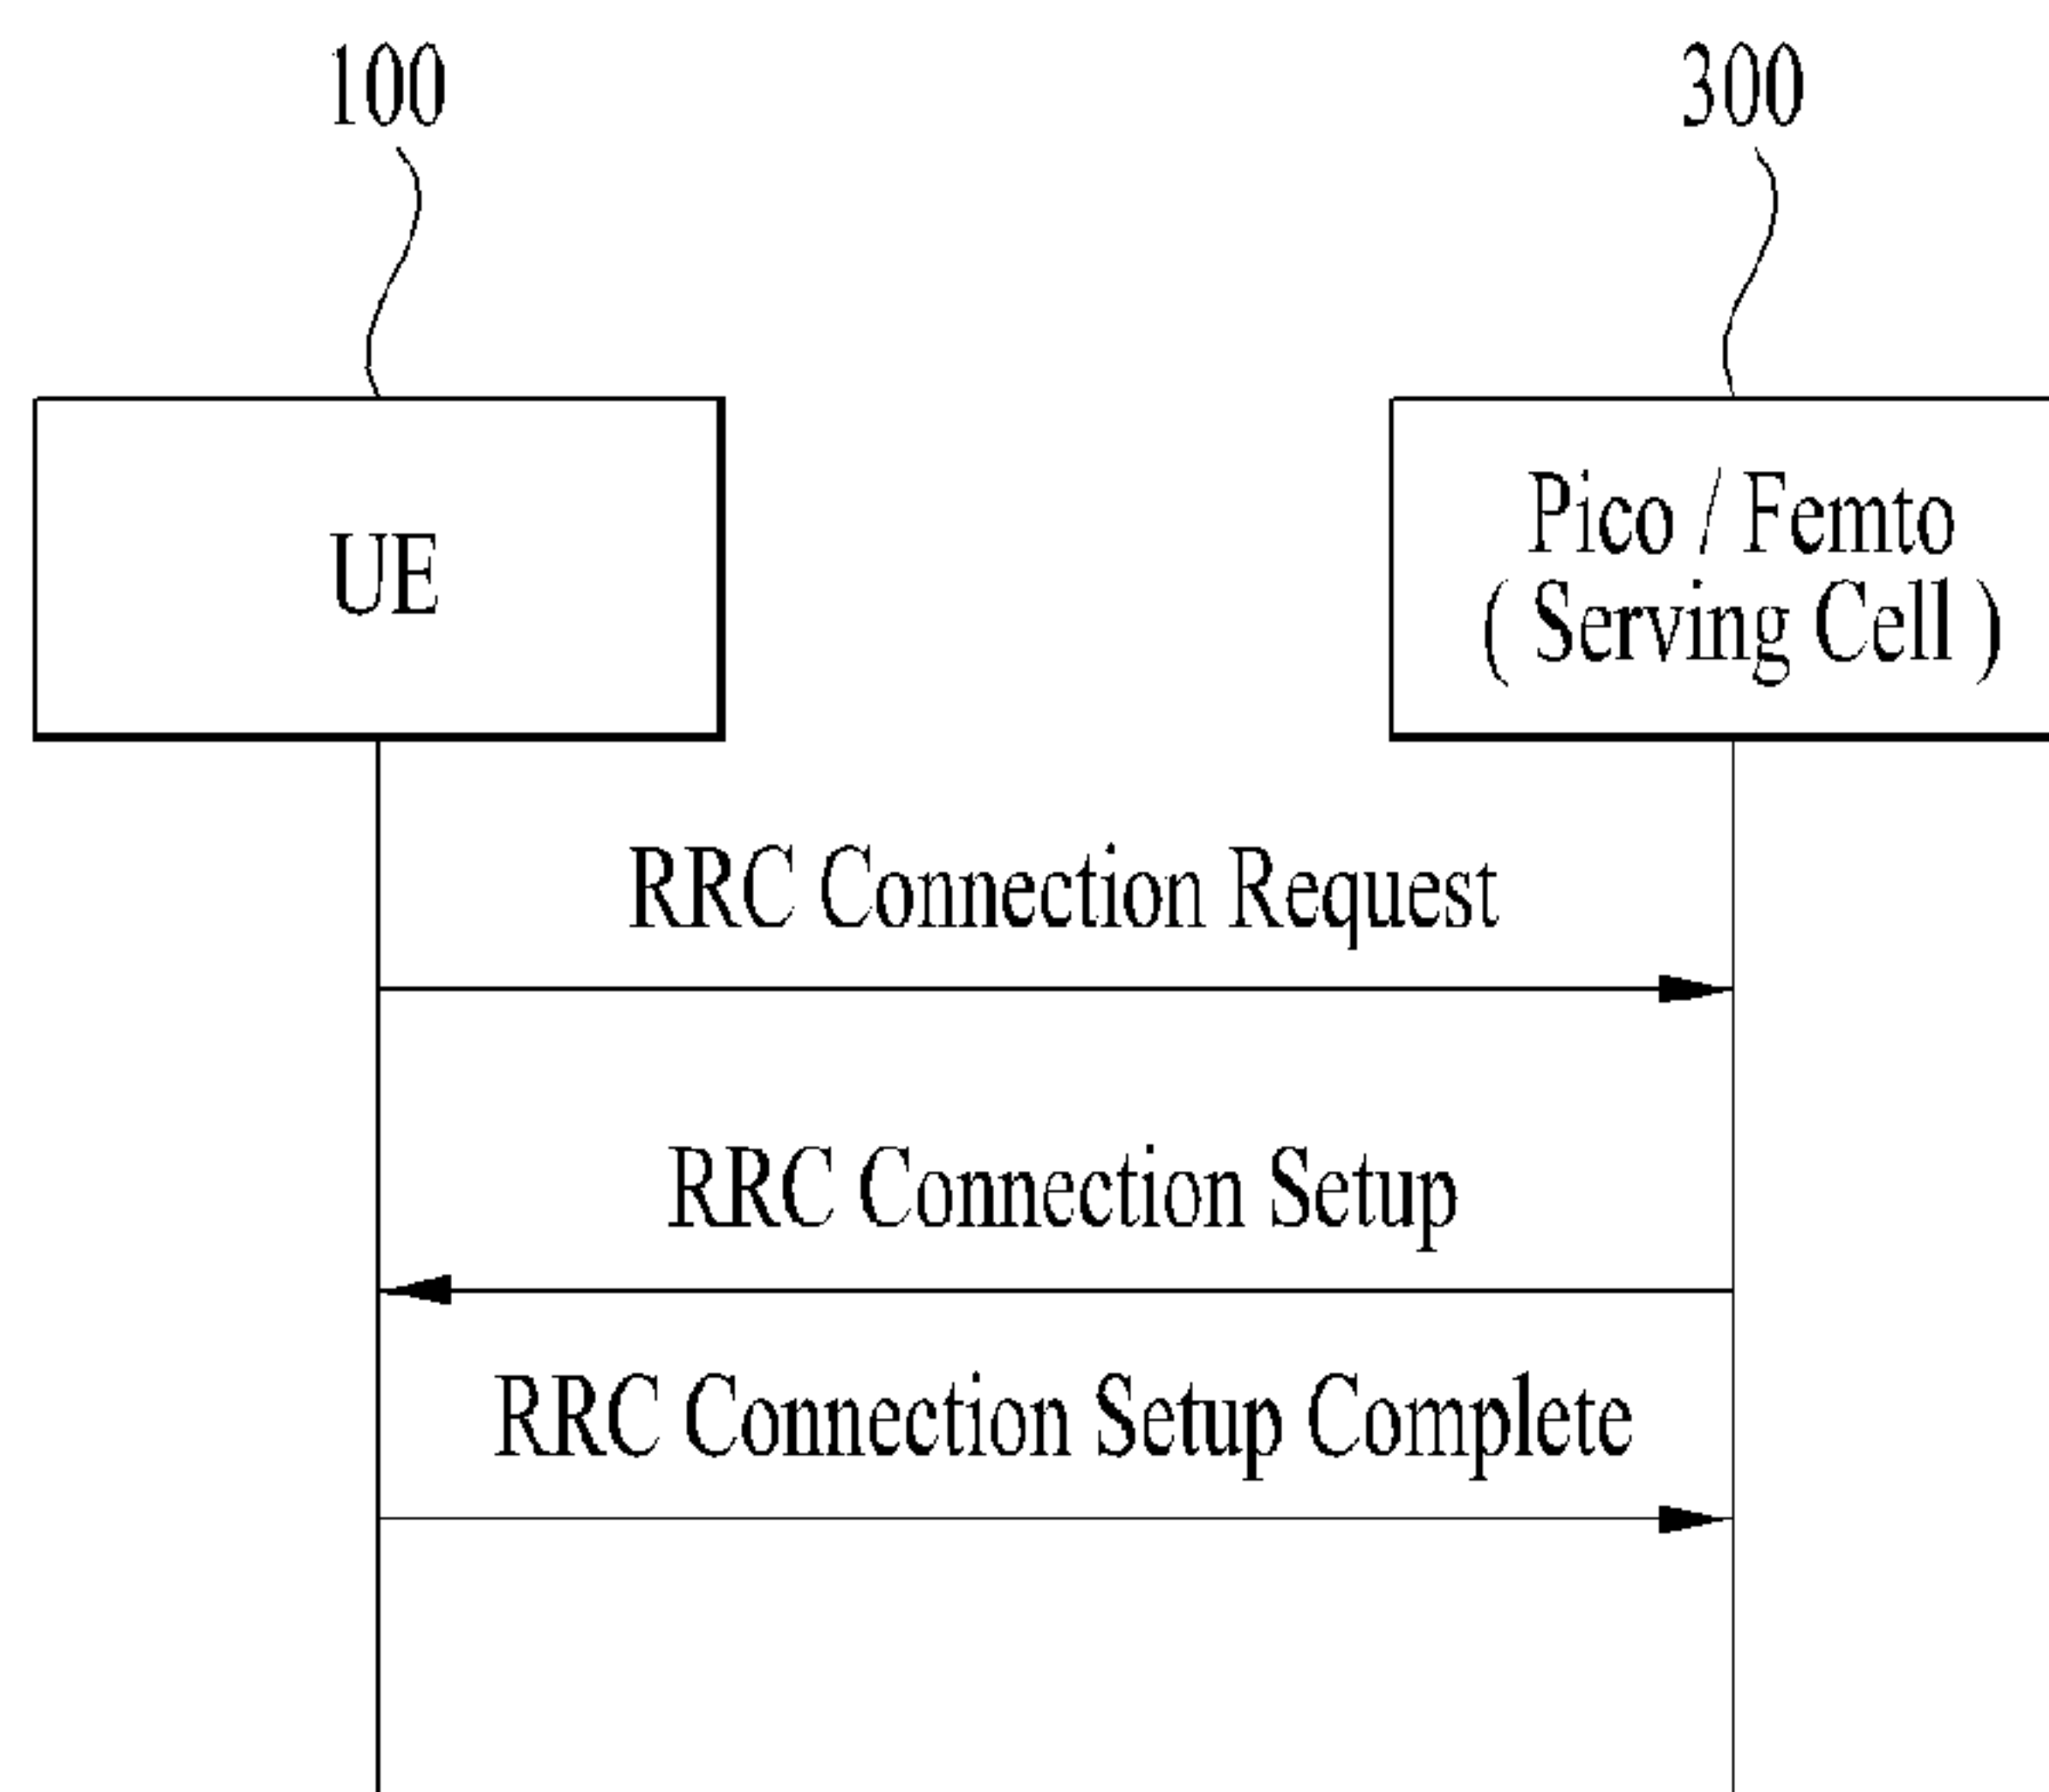 100
300
UE
Pico / Femto
( Serving Cell )
RRC Connection Request
RRC Connection Setup
RRC Connection Setup Complete